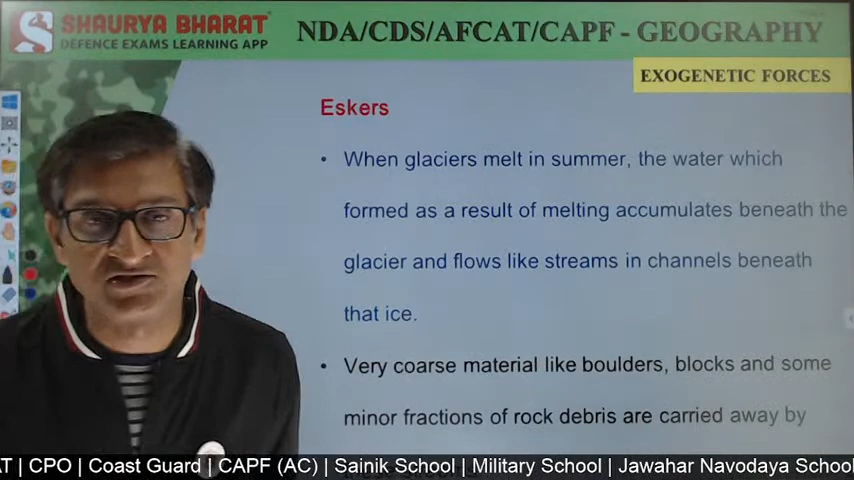 SHAURYA BHARAT
DEFENCE EXAMS LEARNING APP
NDA/CDS/AFCAT/CAPF - GEOGRAPHY
EXOGENETIC FORCES
Eskers
• When glaciers melt in summer, the water which
formed as a result of melting accumulates beneath the
glacier and flows like streams in channels beneath
that ice.
• Very coarse material like boulders, blocks and some
minor fractions of rock debris are carried away by
AT | CPO | Coast Guard | CAPF (AC) | Sainik School | Military School | Jawahar Navodaya School